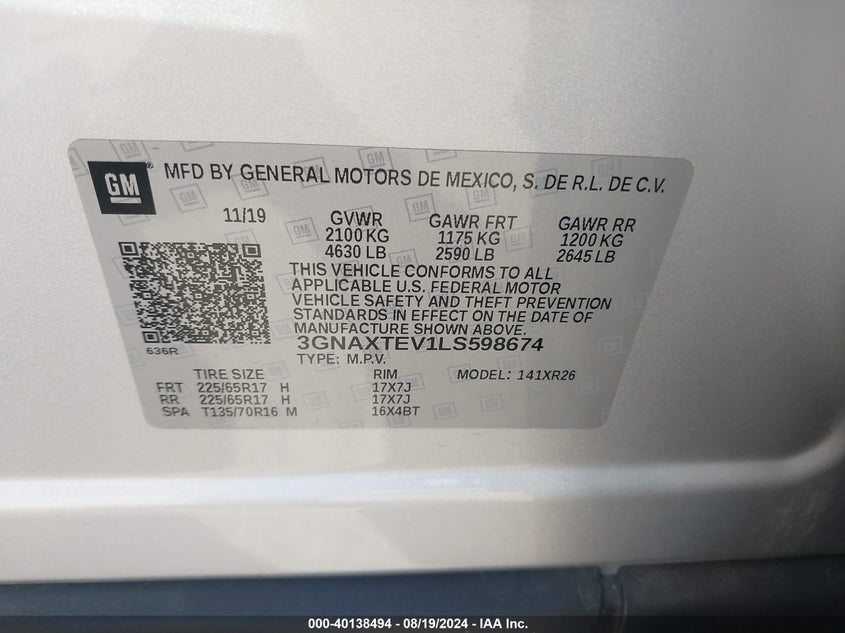 GM ® MFD BY GENERAL MOTORS DE MEXICO, S. DE R.L. DE C.V.
11/19 GVWR GAWR FRT GAWR RR
2100 KG 1175 KG 1200 KG
4630 LB 2590 LB 2645 LB
THIS VEHICLE CONFORMS TO ALL
APPLICABLE U.S. FEDERAL MOTOR
VEHICLE SAFETY AND THEFT PREVENTION
STANDARDS IN EFFECT ON THE DATE OF
MANUFACTURE SHOWN ABOVE.
636R 3GNAXTEV1LS598674
TYPE: M.P.V.
TIRE SIZE RIM MODEL: 141XR26
FRT 225/65R17 H 17X7J
RR 225/65R17 H 17X7J
SPA T135/70R16 M 16X4BT
000-40138494 — 08/19/2024 — IAA Inc.